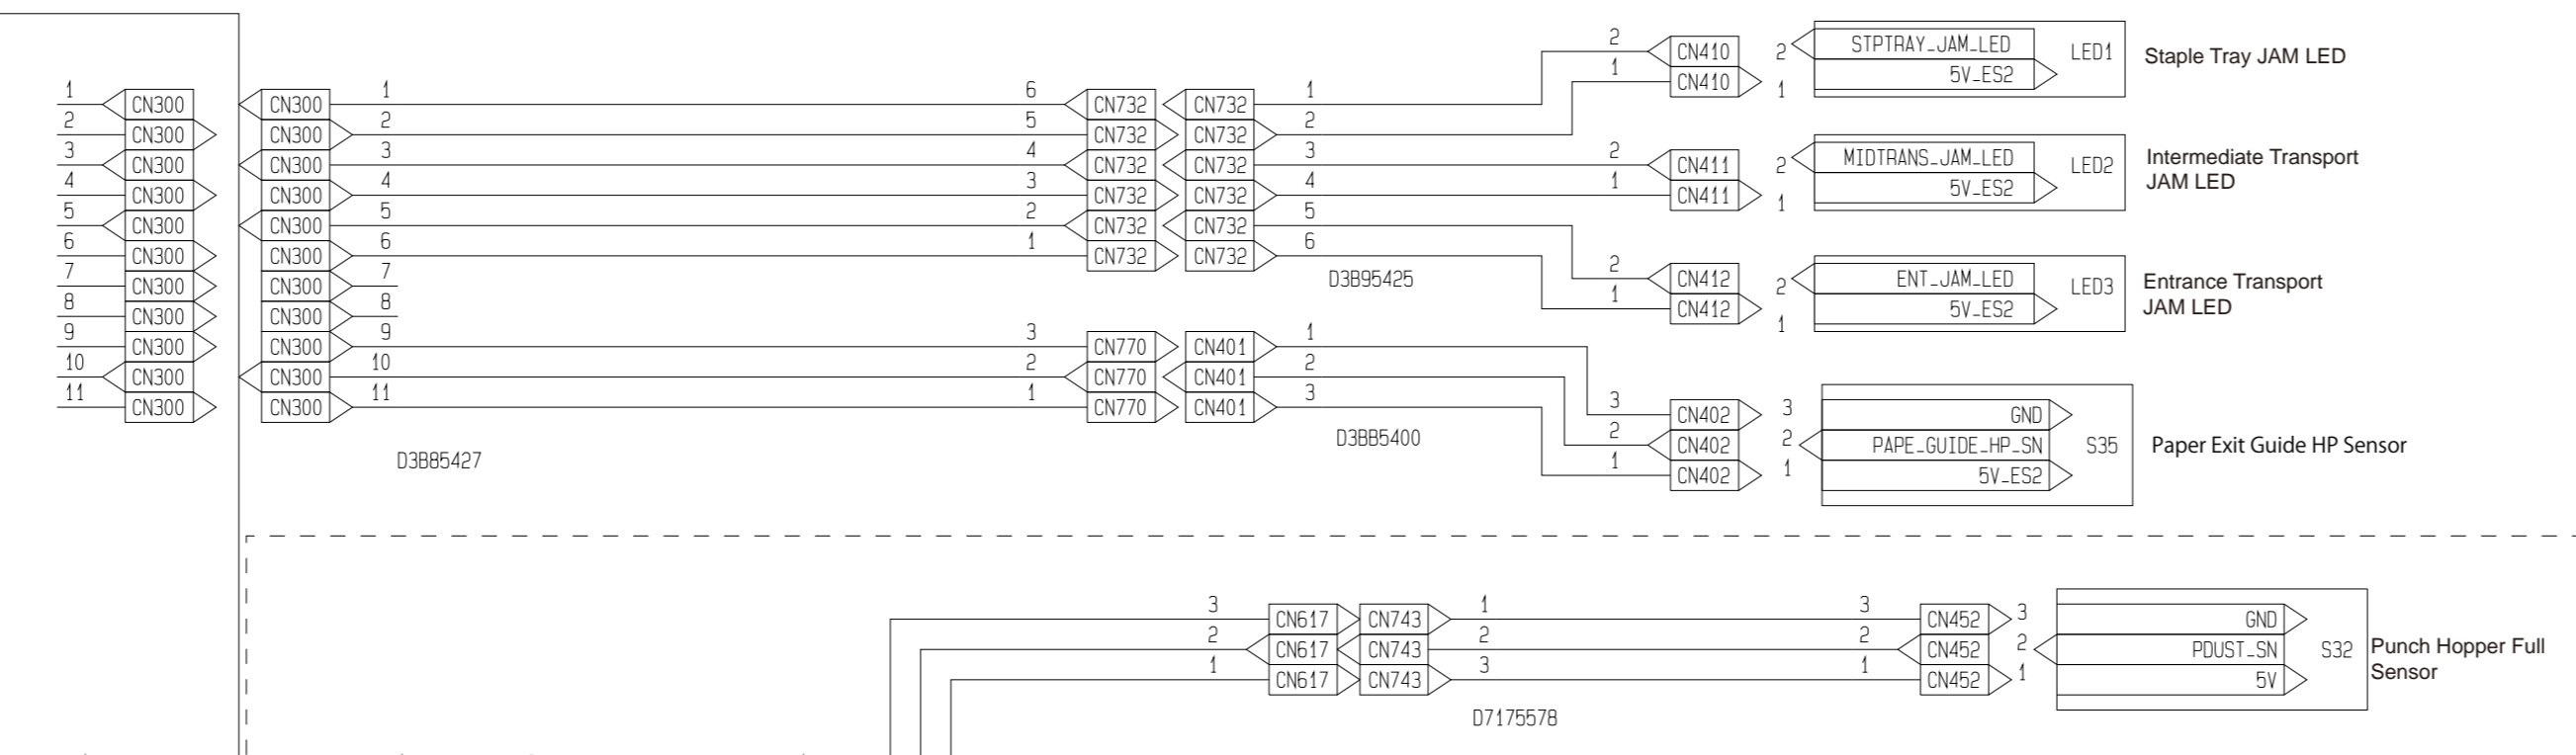 2 CN410 2 STPTRAY_JAM_LED LED1 Staple Tray JAM LED
1 CN410 1 5V_ES2
1 CN300 CN300 1 6 CN732 CN732 1
2 CN300 CN300 2 5 CN732 CN732 2
3 CN300 CN300 3 4 CN732 CN732 3 2 CN411 2 MIDTRANS_JAM_LED LED2 Intermediate Transport
JAM LED
4 CN300 CN300 4 3 CN732 CN732 4 1 CN411 1 5V_ES2
5 CN300 CN300 5 2 CN732 CN732 5
6 CN300 CN300 6 1 CN732 CN732 6
D3B95425
7 CN300 CN300 7 2 CN412 2 ENT_JAM_LED LED3 Entrance Transport
JAM LED
8 CN300 CN300 8 1 CN412 1 5V_ES2
9 CN300 CN300 9 3 CN770 CN401 1
10 CN300 CN300 10 2 CN770 CN401 2
11 CN300 CN300 11 1 CN770 CN401 3
D3BB5400
D3B85427
3 CN402 3 GND
2 CN402 2 PAPE_GUIDE_HP_SN S35 Paper Exit Guide HP Sensor
1 CN402 1 5V_ES2
3 CN617 CN743 1 3 CN452 3 GND
2 CN617 CN743 2 2 CN452 2 PDUST_SN S32 Punch Hopper Full
Sensor
1 CN617 CN743 3 1 CN452 1 5V
D7175578